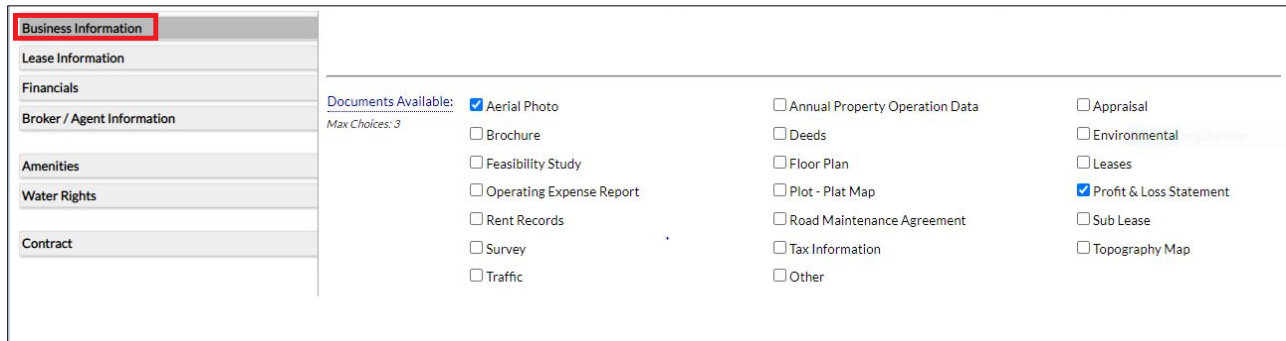 Business Information
Lease Information
Financials
Broker / Agent Information
Amenities
Water Rights
Contract
Documents Available:
Max Choices: 3
Aerial Photo Annual Property Operation Data Appraisal
Brochure Deeds Environmental
Feasibility Study Floor Plan Leases
Operating Expense Report Plot - Plat Map Profit & Loss Statement
Rent Records Road Maintenance Agreement Sub Lease
Survey Tax Information Topography Map
Traffic Other